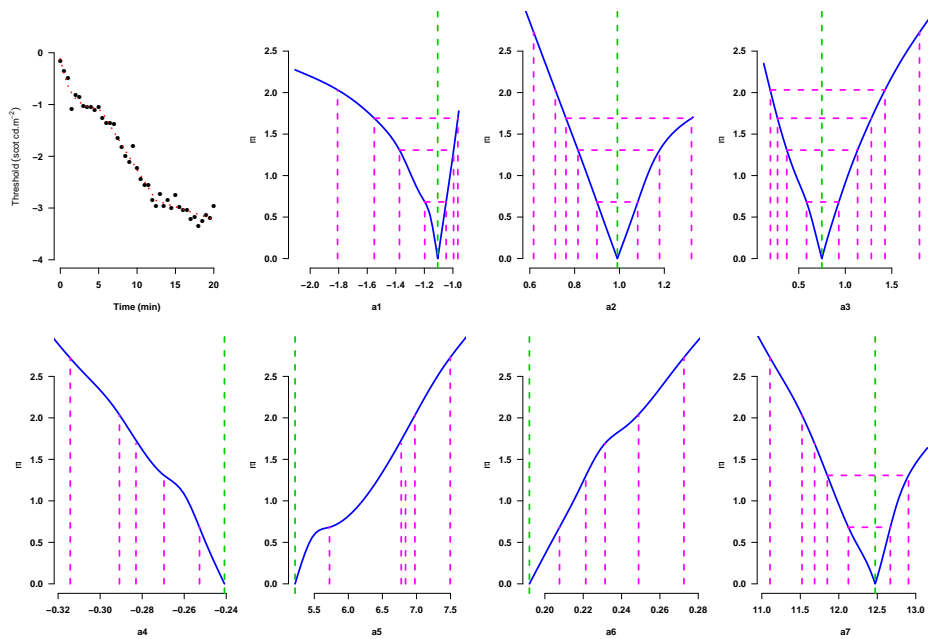 0
−1
−2
−3
−4
Threshold (scot cd.m⁻²)
0 5 10 15 20
Time (min)
2.5
2.0
1.5
1.0
0.5
0.0
|τ|
−2.0 −1.8 −1.6 −1.4 −1.2 −1.0
a1
2.5
2.0
1.5
1.0
0.5
0.0
|τ|
0.6 0.8 1.0 1.2
a2
2.5
2.0
1.5
1.0
0.5
0.0
|τ|
0.5 1.0 1.5
a3
2.5
2.0
1.5
1.0
0.5
0.0
|τ|
−0.32 −0.30 −0.28 −0.26 −0.24
a4
2.5
2.0
1.5
1.0
0.5
0.0
|τ|
5.5 6.0 6.5 7.0 7.5
a5
2.5
2.0
1.5
1.0
0.5
0.0
|τ|
0.20 0.22 0.24 0.26 0.28
a6
2.5
2.0
1.5
1.0
0.5
0.0
|τ|
11.0 11.5 12.0 12.5 13.0
a7